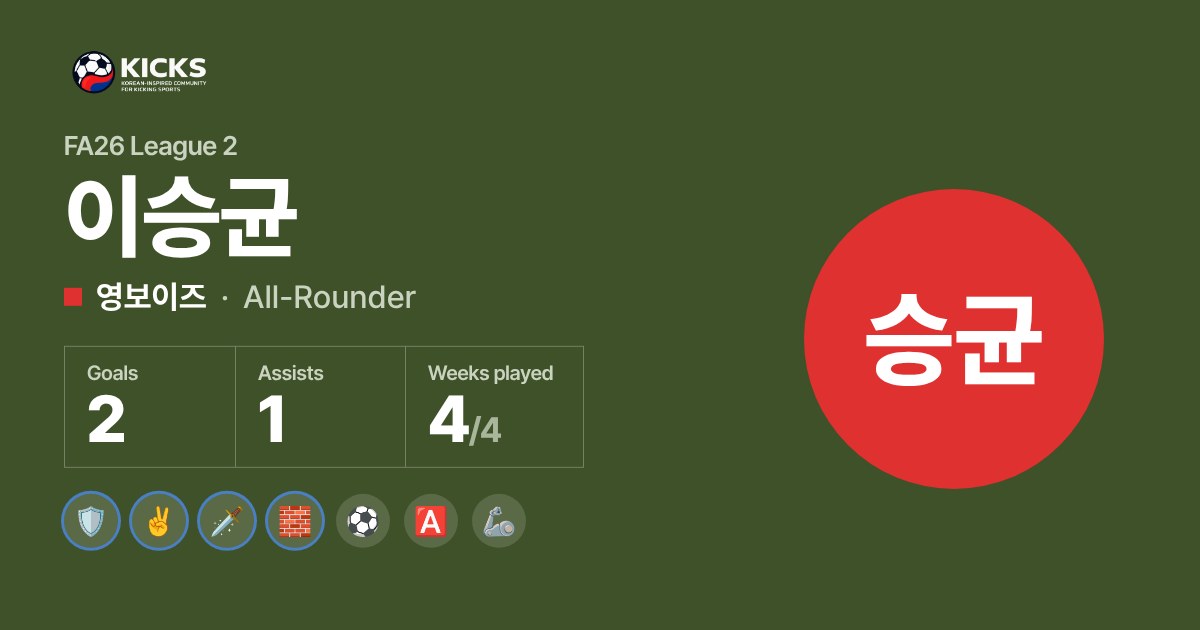 KICKS
KOREAN-INSPIRED COMMUNITY
FOR KICKING SPORTS
FA26 League 2
이승균
영보이즈 · All-Rounder
Goals
2
Assists
1
Weeks played
4/4
A
승균